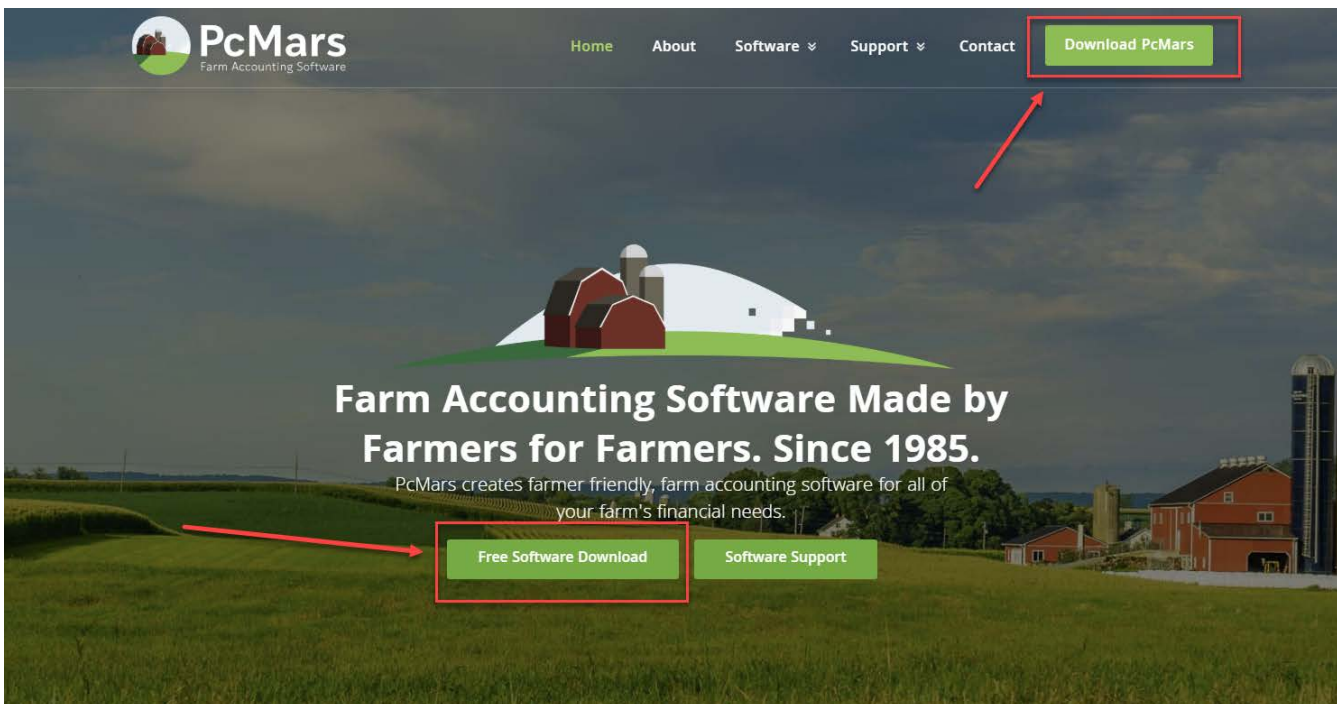 PcMars
Farm Accounting Software
Home About Software Support Contact Download PcMars
Farm Accounting Software Made by
Farmers for Farmers. Since 1985.
PcMars creates farmer friendly, farm accounting software for all of
your farm's financial needs.
Free Software Download Software Support